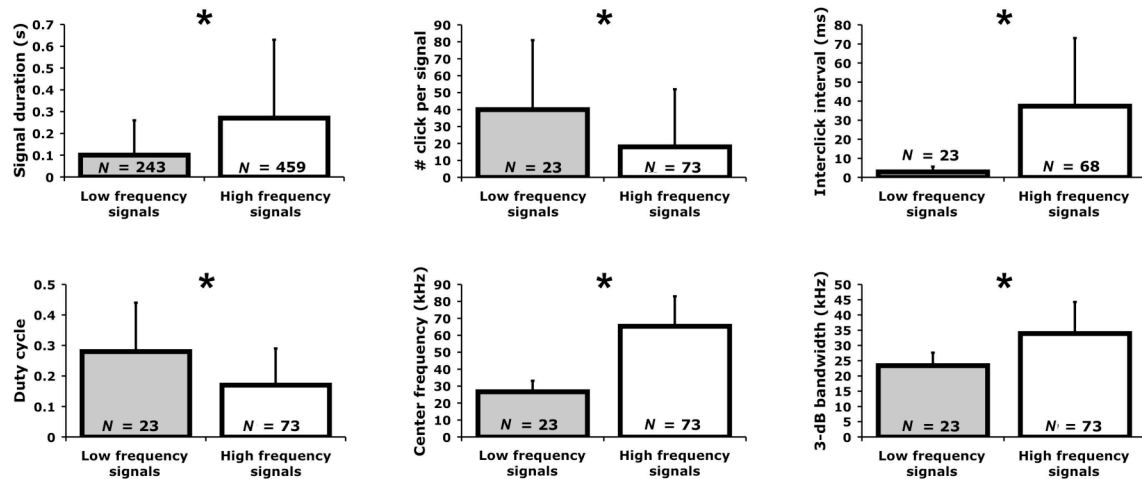 Signal duration (s)
0.7
0.6
0.5
0.4
0.3
0.2
0.1
0
*
N = 243
N = 459
Low frequency
signals
High frequency
signals
# click per signal
90
80
70
60
50
40
30
20
10
0
*
N = 23
N = 73
Low frequency
signals
High frequency
signals
Interclick interval (ms)
80
70
60
50
40
30
20
10
0
*
N = 23
N = 68
Low frequency
signals
High frequency
signals
Duty cycle
0.5
0.4
0.3
0.2
0.1
0
*
N = 23
N = 73
Low frequency
signals
High frequency
signals
Center frequency (kHz)
90
80
70
60
50
40
30
20
10
0
*
N = 23
N = 73
Low frequency
signals
High frequency
signals
3-dB bandwidth (kHz)
50
45
40
35
30
25
20
15
10
5
0
*
N = 23
N = 73
Low frequency
signals
High frequency
signals